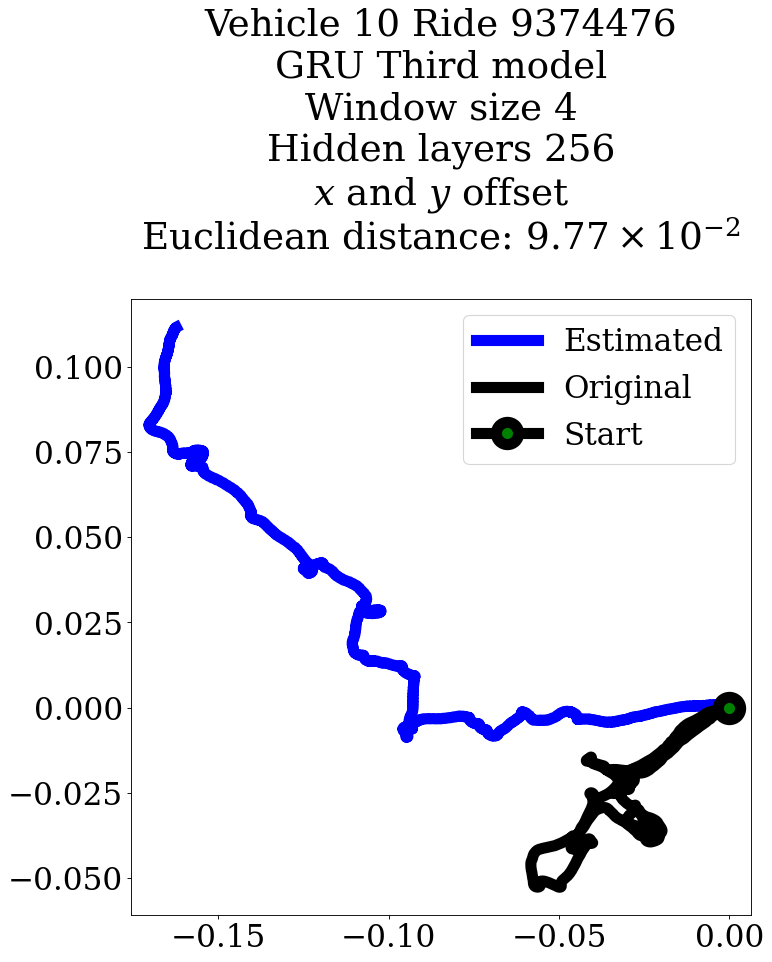 Vehicle 10 Ride 9374476
GRU Third model
Window size 4
Hidden layers 256
x and y offset
Euclidean distance: 9.77 × 10⁻²
Estimated
Original
Start
0.100
0.075
0.050
0.025
0.000
−0.025
−0.050
−0.15
−0.10
−0.05
0.00